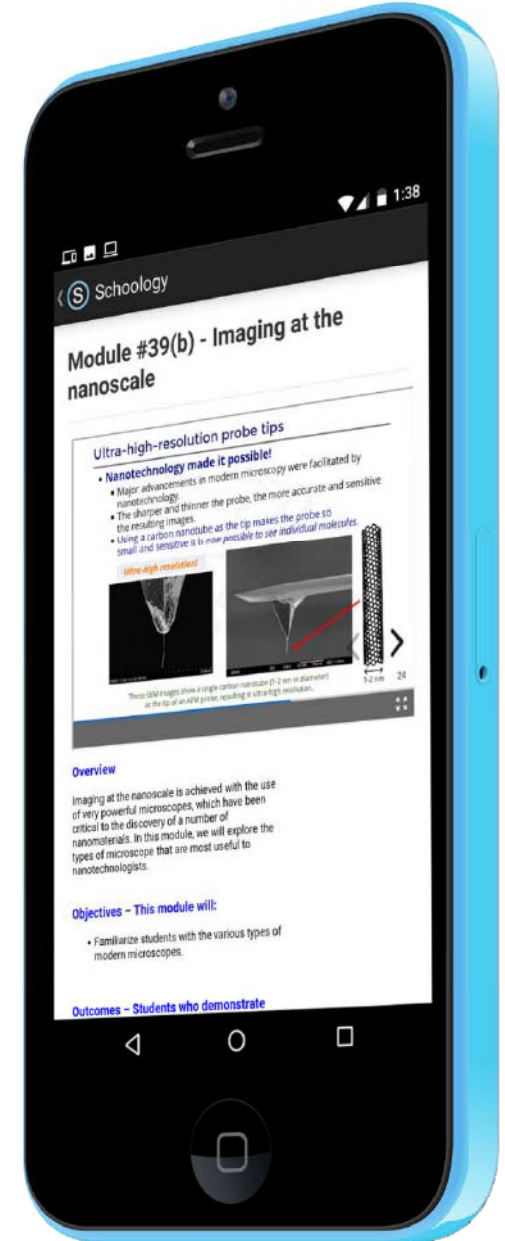 1:38
S Schoology
Module #39(b) - Imaging at the
nanoscale
Ultra-high-resolution probe tips
• Nanotechnology made it possible!
• Major advancements in modern microscopy were facilitated by
nanotechnology.
• The sharper and thinner the probe, the more accurate and sensitive
the resulting images.
• Using a carbon nanotube as the tip makes the probe so
small and sensitive it is now possible to see individual molecules.
Ultra-high resolution!
1-2 nm
24
These SEM images show a single carbon nanotube (1-2 nm in diameter)
at the tip of an AFM probe, resulting in ultra-high resolution.
Overview
Imaging at the nanoscale is achieved with the use
of very powerful microscopes, which have been
critical to the discovery of a number of
nanomaterials. In this module, we will explore the
types of microscope that are most useful to
nanotechnologists.
Objectives – This module will:
• Familiarize students with the various types of
modern microscopes.
Outcomes – Students who demonstrate